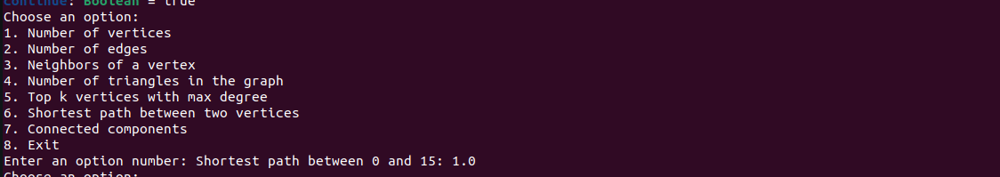 Continue: Boolean = true
Choose an option:
1. Number of vertices
2. Number of edges
3. Neighbors of a vertex
4. Number of triangles in the graph
5. Top k vertices with max degree
6. Shortest path between two vertices
7. Connected components
8. Exit
Enter an option number: Shortest path between 0 and 15: 1.0
Choose an option: